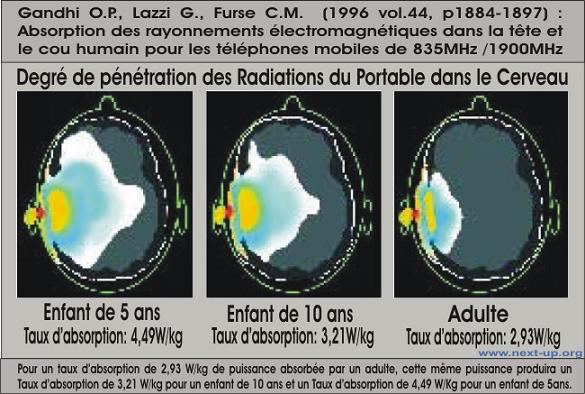 Gandhi O.P., Lazzi G., Furse C.M. (1996 vol.44, p1884-1897) :
Absorption des rayonnements électromagnétiques dans la tête et
le cou humain pour les téléphones mobiles de 835MHz /1900MHz
Degré de pénétration des Radiations du Portable dans le Cerveau
Enfant de 5 ans
Taux d'absorption: 4,49W/kg
Enfant de 10 ans
Taux d'absorption: 3,21W/kg
Adulte
Taux d'absorption: 2,93W/kg
www.next-up.org
Pour un taux d'absorption de 2,93 W/kg de puissance absorbée par un adulte, cette même puissance produira un
Taux d'absorption de 3,21 W/kg pour un enfant de 10 ans et un Taux d'absorption de 4,49 W/Kg pour un enfant de 5ans.